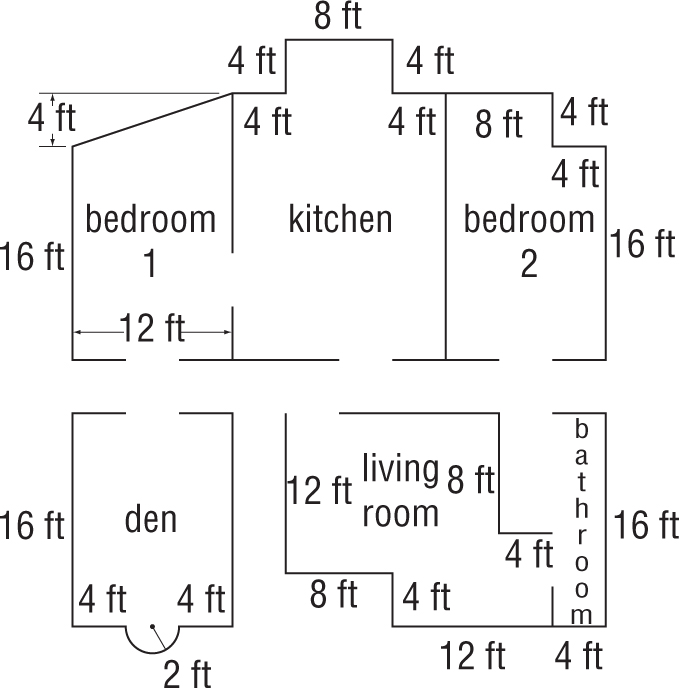 8 ft
4 ft
4 ft
4 ft
4 ft
4 ft
8 ft
4 ft
4 ft
bedroom
1
kitchen
bedroom
2
16 ft
16 ft
12 ft
16 ft
den
12 ft
living
room
8 ft
4 ft
b
a
t
h
r
o
o
m
16 ft
4 ft
4 ft
8 ft
4 ft
2 ft
12 ft
4 ft